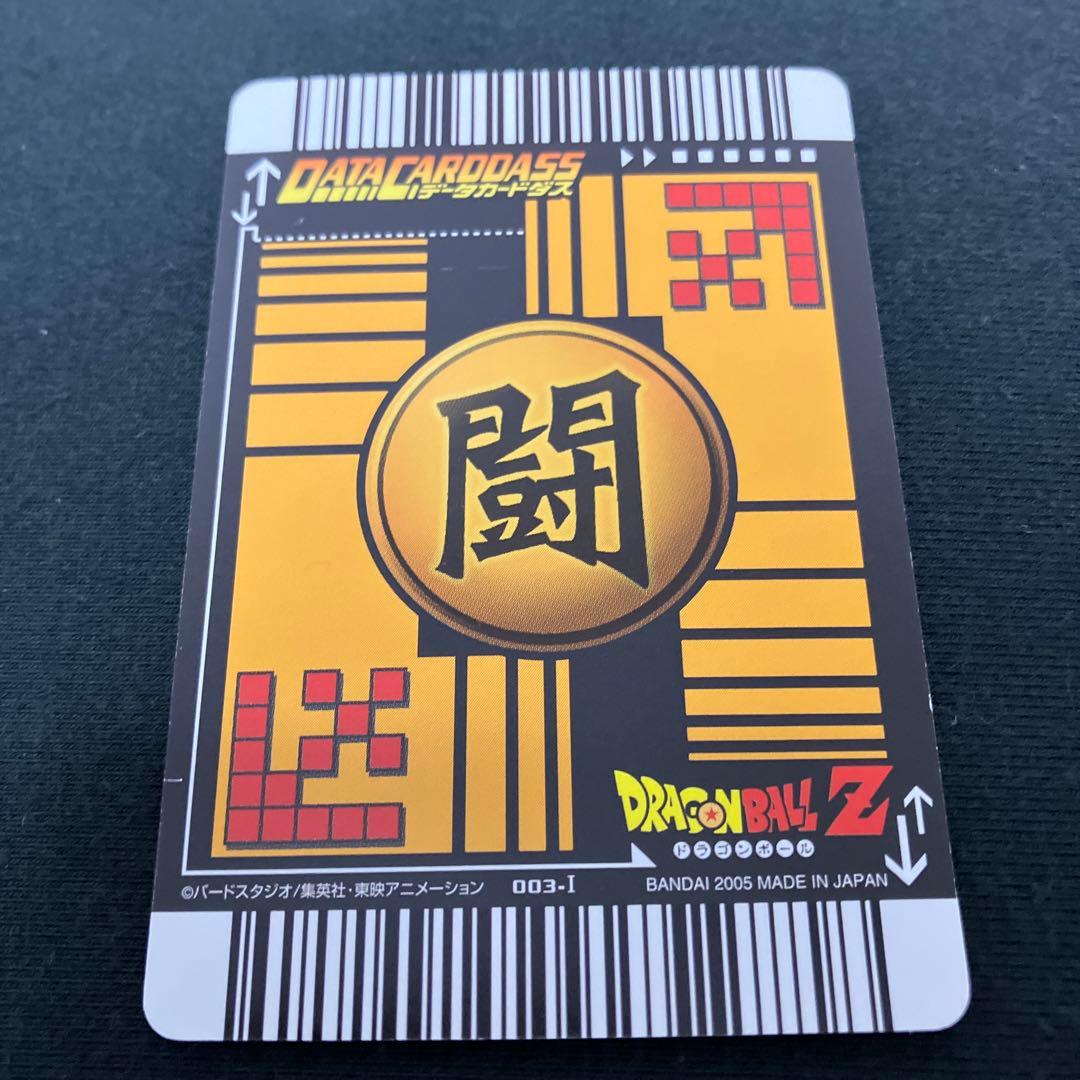 DATA CARDDASS
データカードダス
闘
DRAGONBALL Z
ドラゴンボール
©バードスタジオ/集英社・東映アニメーション 003-I BANDAI 2005 MADE IN JAPAN